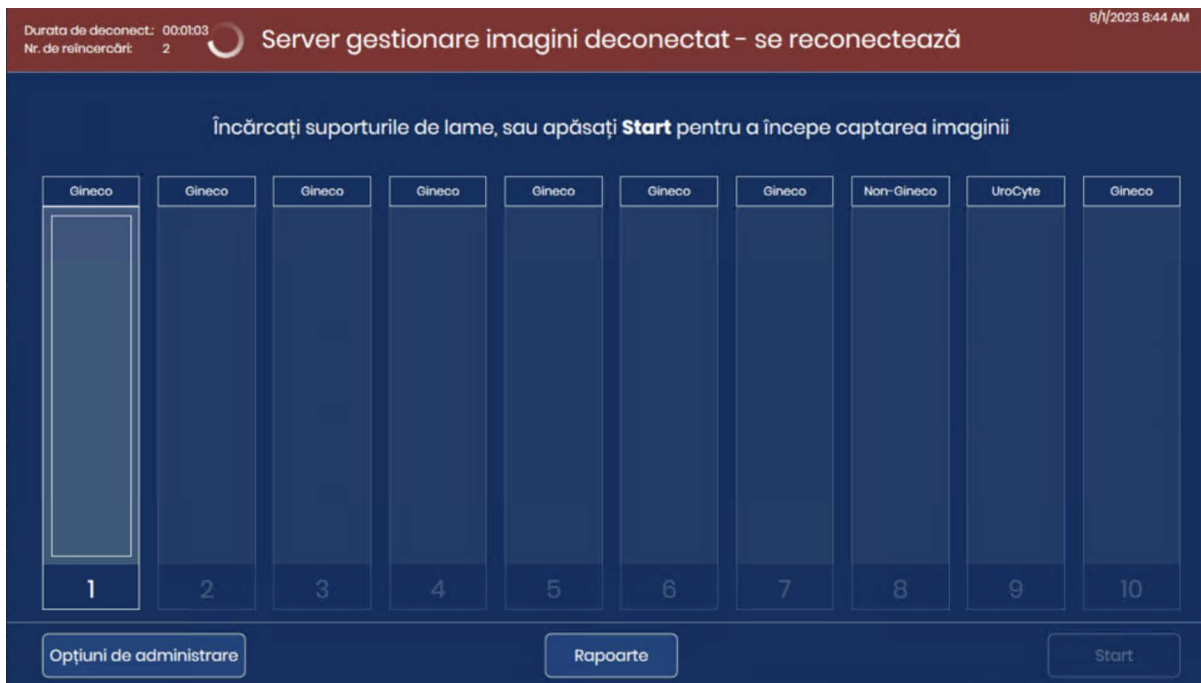 8/1/2023 8:44 AM
Durata de deconect.: 00:01:03
Nr. de reîncercări: 2
Server gestionare imagini deconectat - se reconectează
Încărcați suporturile de lame, sau apăsați Start pentru a începe captarea imaginii
Gineco Gineco Gineco Gineco Gineco Gineco Gineco Non-Gineco UroCyte Gineco
1 2 3 4 5 6 7 8 9 10
Opțiuni de administrare Rapoarte Start